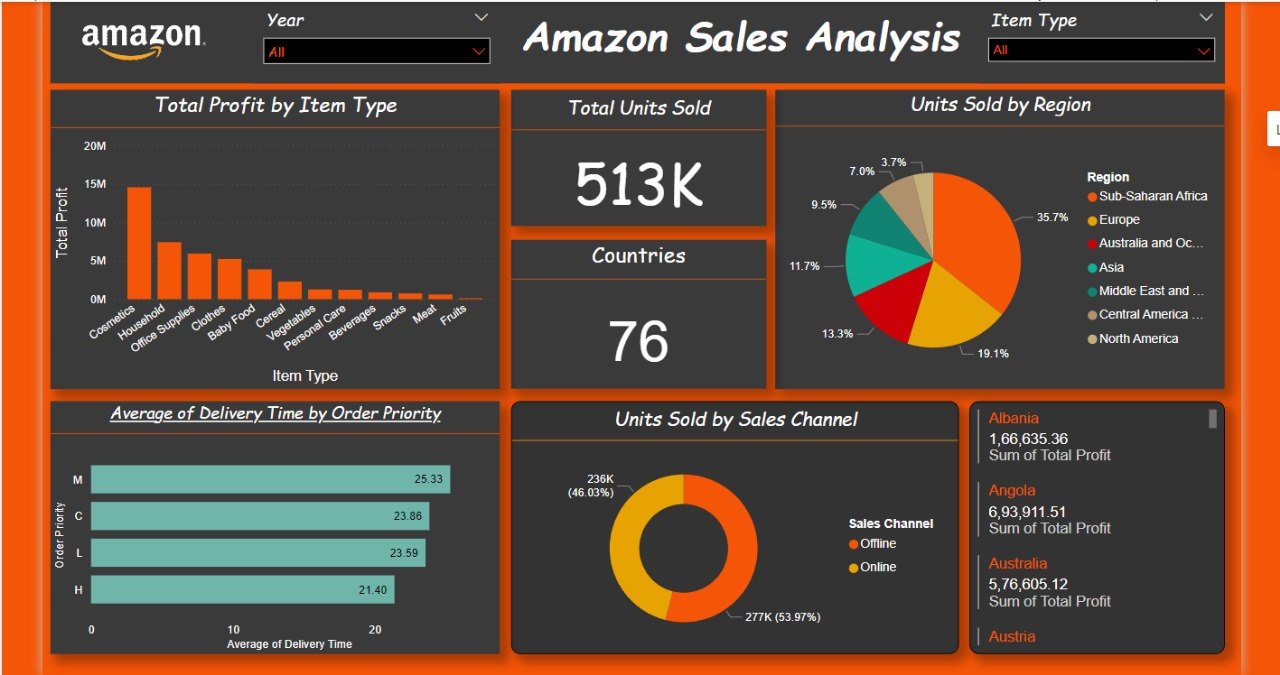 amazon
Year
All
Amazon Sales Analysis
Item Type
All
Total Profit by Item Type
20M
15M
10M
5M
0M
Total Profit
Cosmetics
Household
Office Supplies
Clothes
Baby Food
Cereal
Vegetables
Personal Care
Beverages
Snacks
Meat
Fruits
Item Type
Total Units Sold
513K
Countries
76
Units Sold by Region
3.7%
7.0%
9.5%
11.7%
13.3%
19.1%
35.7%
Region
Sub-Saharan Africa
Europe
Australia and Oc...
Asia
Middle East and ...
Central America ...
North America
Average of Delivery Time by Order Priority
Order Priority
M 25.33
C 23.86
L 23.59
H 21.40
0 10 20
Average of Delivery Time
Units Sold by Sales Channel
236K
(46.03%)
277K (53.97%)
Sales Channel
Offline
Online
Albania
1,66,635.36
Sum of Total Profit
Angola
6,93,911.51
Sum of Total Profit
Australia
5,76,605.12
Sum of Total Profit
Austria